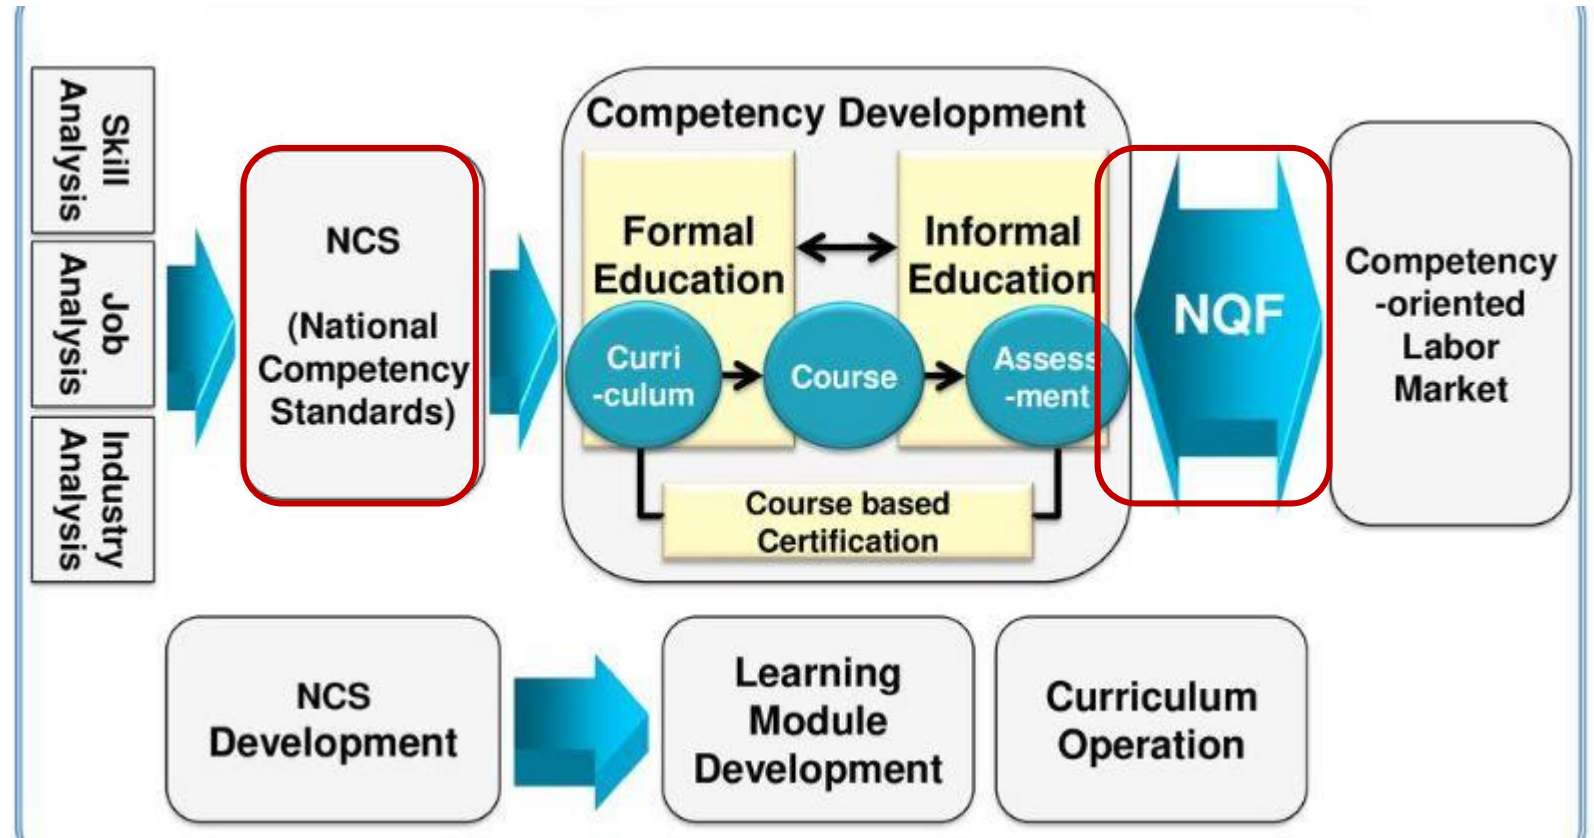 Skill
Analysis
Job
Analysis
Industry
Analysis
NCS
(National
Competency
Standards)
Competency Development
Formal
Education
Informal
Education
Curri
-culum
Course
Assess
-ment
Course based
Certification
NQF
Competency
-oriented
Labor
Market
NCS
Development
Learning
Module
Development
Curriculum
Operation